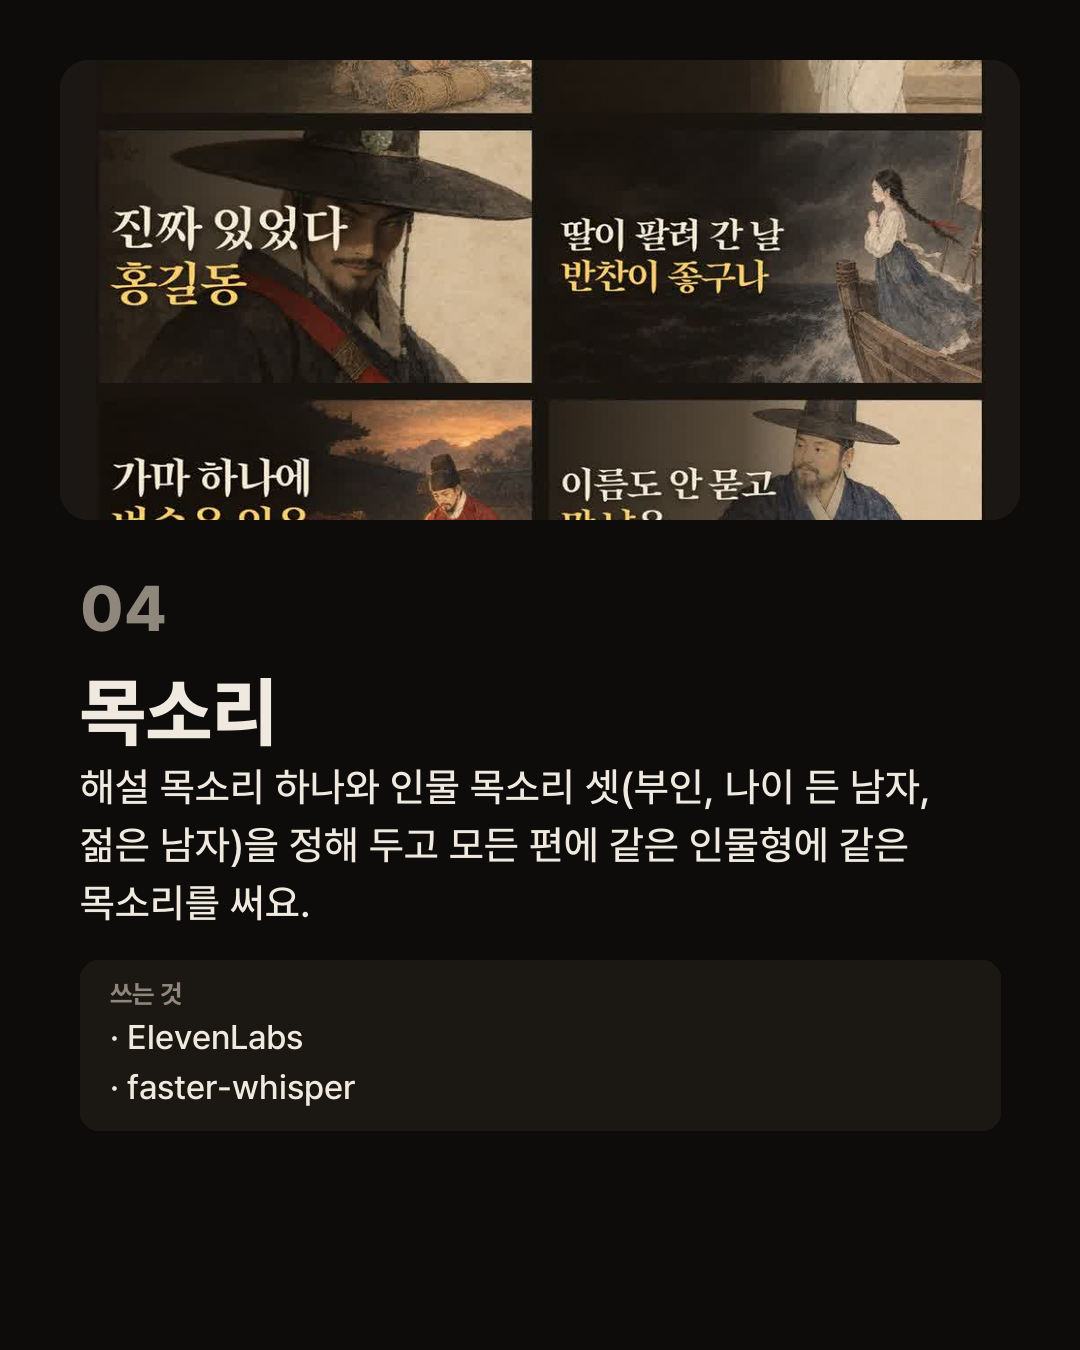 진짜 있었다
홍길동
딸이 팔려 간 날
반찬이 좋구나
가마 하나에
이름도 안 묻고
04
목소리
해설 목소리 하나와 인물 목소리 셋(부인, 나이 든 남자,
젊은 남자)을 정해 두고 모든 편에 같은 인물형에 같은
목소리를 써요.
쓰는 것
· ElevenLabs
· faster-whisper